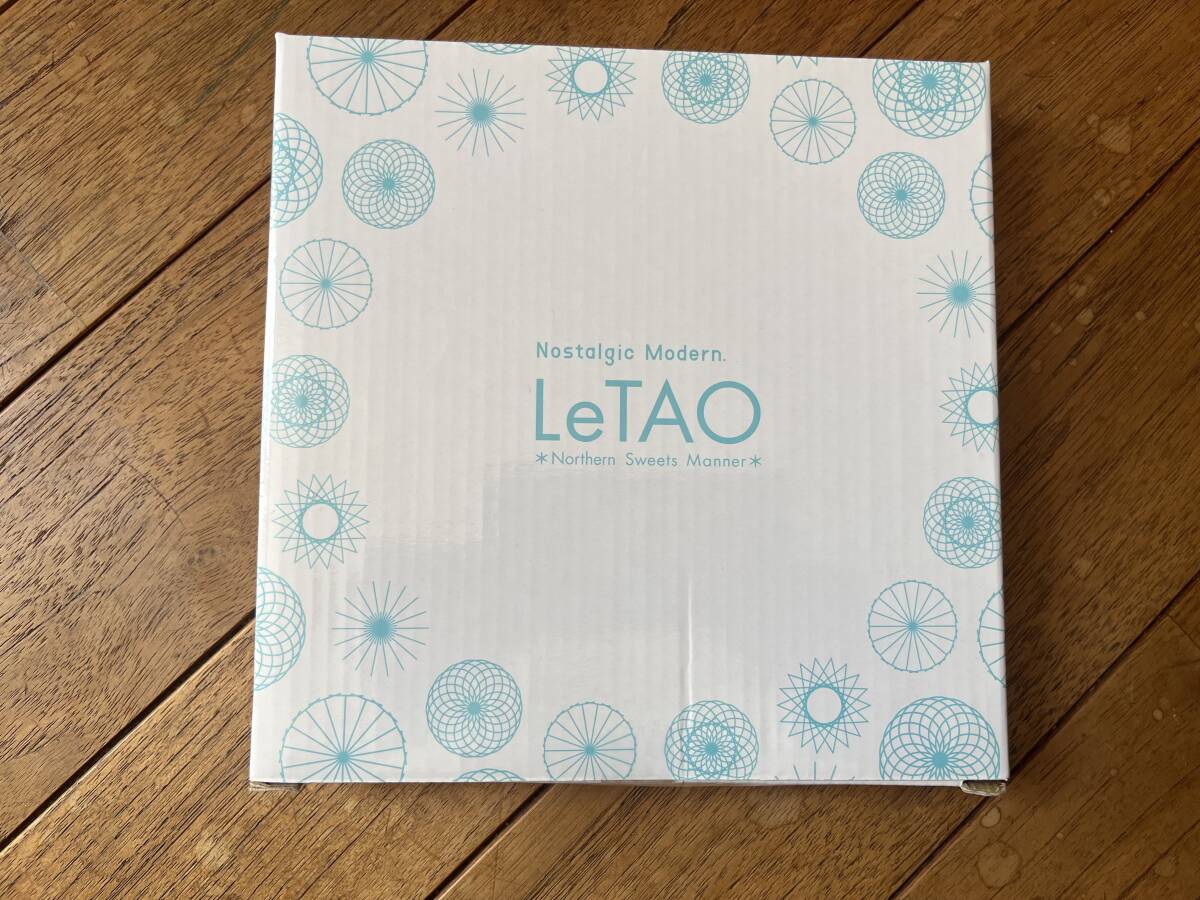 Nostalgic Modern.
LeTAO
*Northern Sweets Manner*